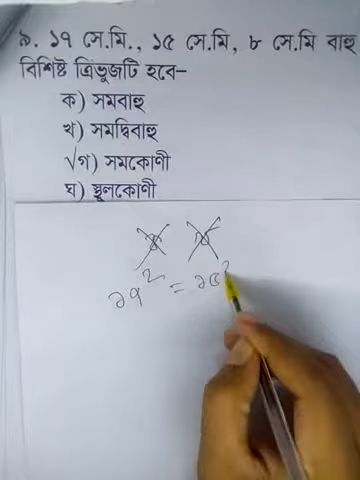 ৯. ১৭ সে.মি., ১৫ সে.মি, ৮ সে.মি বাহু
বিশিষ্ট ত্রিভুজটি হবে–
ক) সমবাহু
খ) সমদ্বিবাহু
√গ) সমকোণী
ঘ) স্থূলকোণী
১৭² = ১৫²